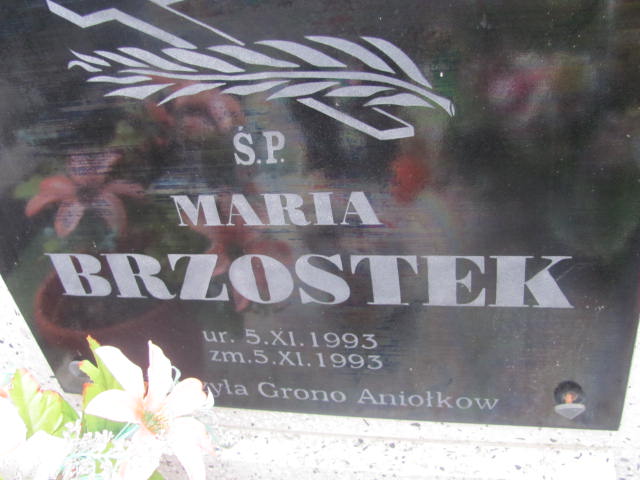 Ś.P.
MARIA
BRZOSTEK
ur. 5.XI.1993
zm.5.XI.1993
Grono Aniołkow